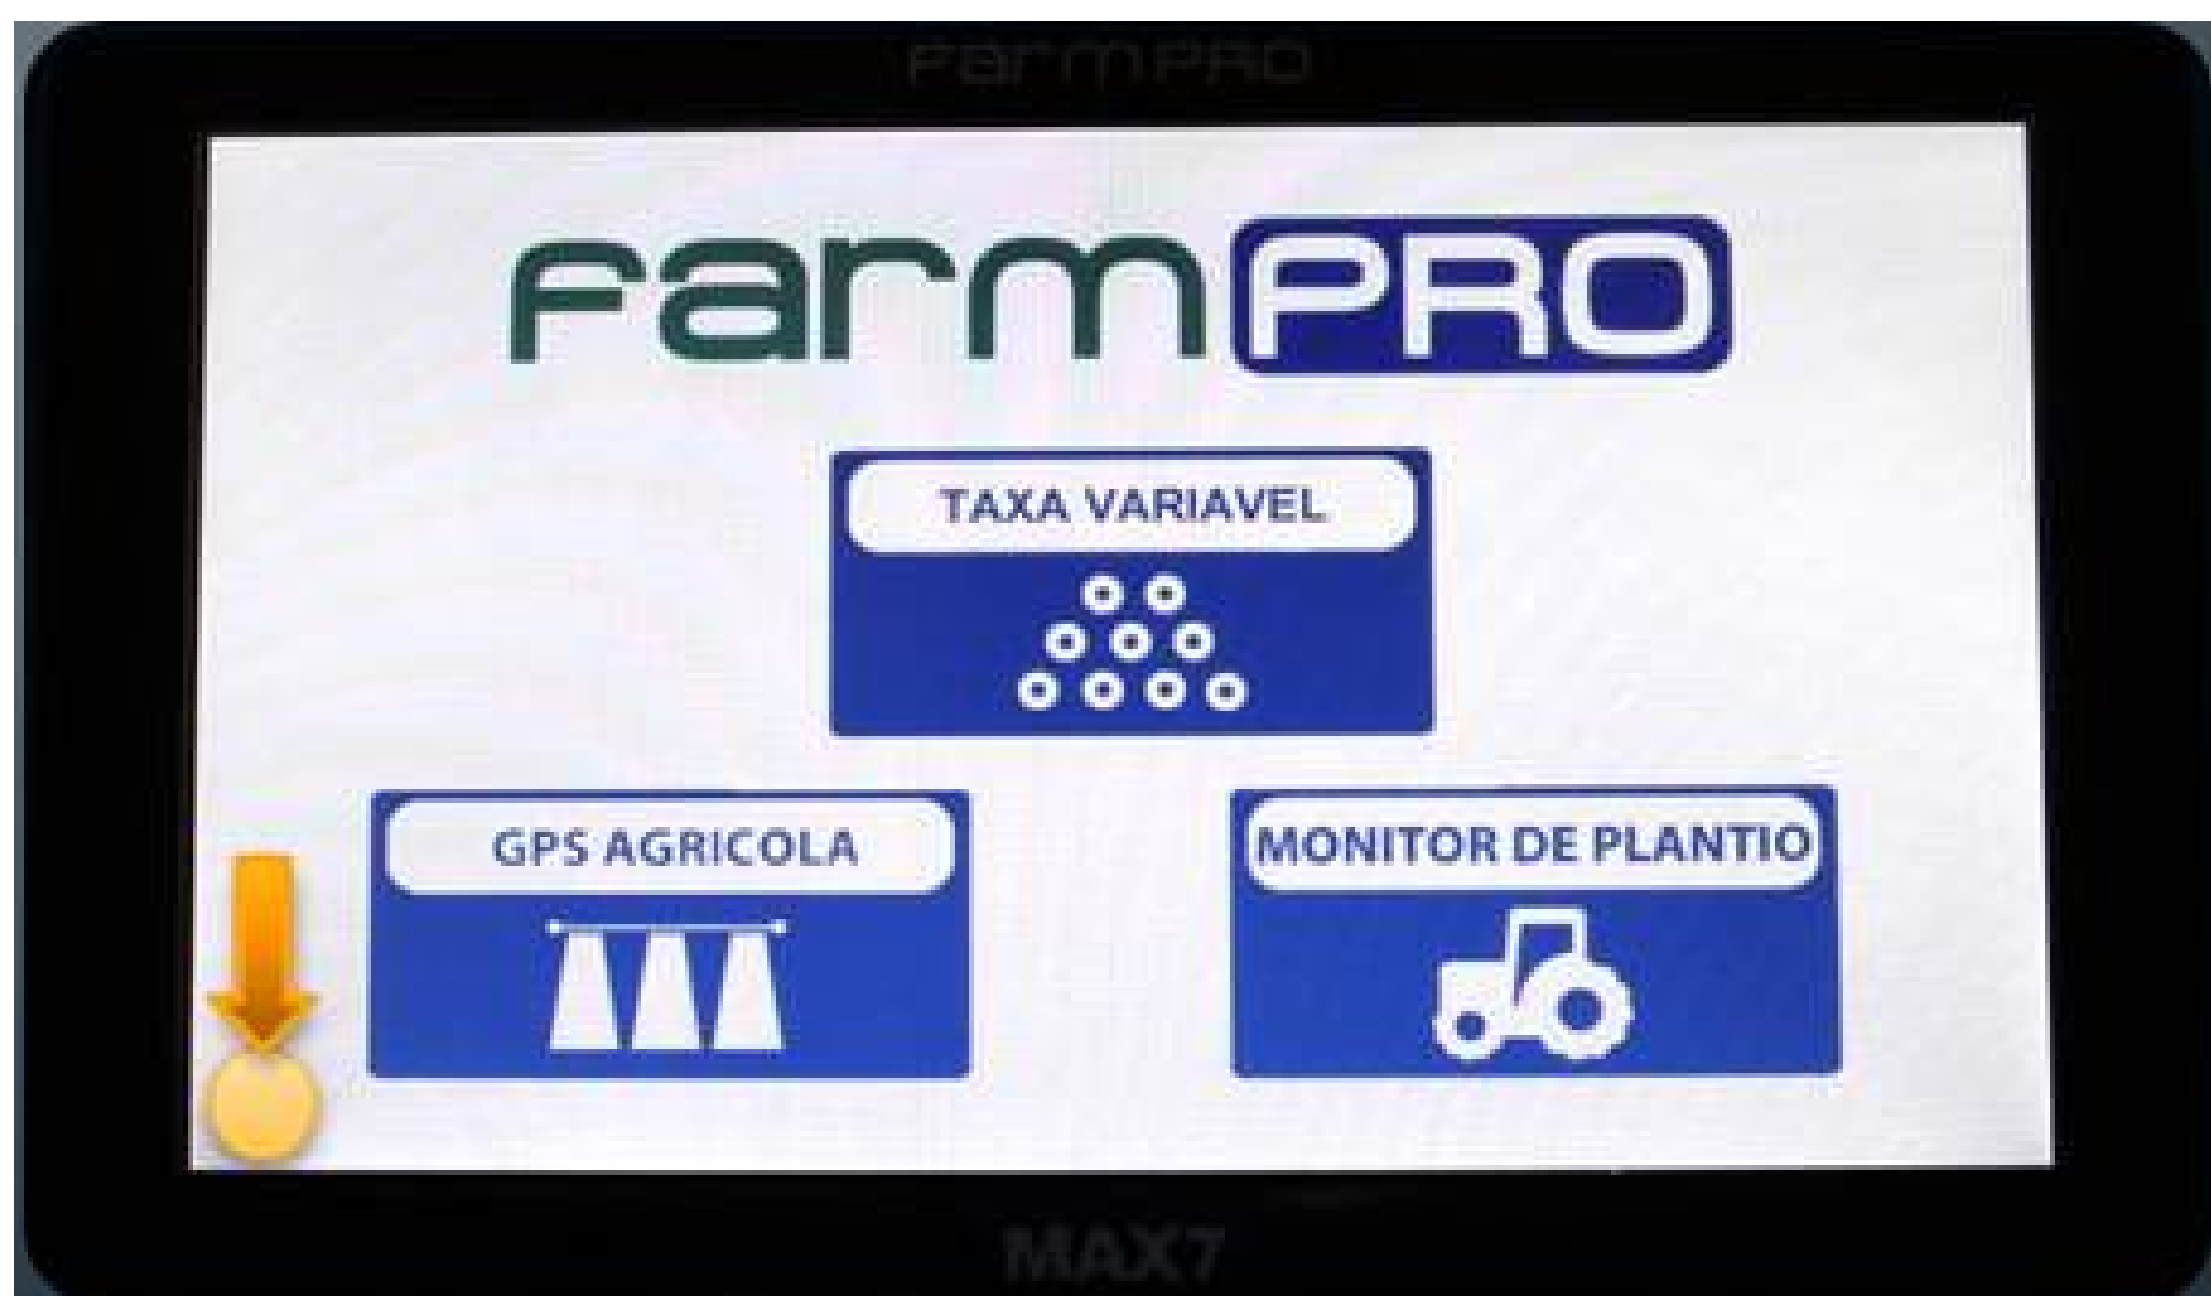 FarmPRO
farmPRO
TAXA VARIAVEL
GPS AGRICOLA
MONITOR DE PLANTIO
MAX7